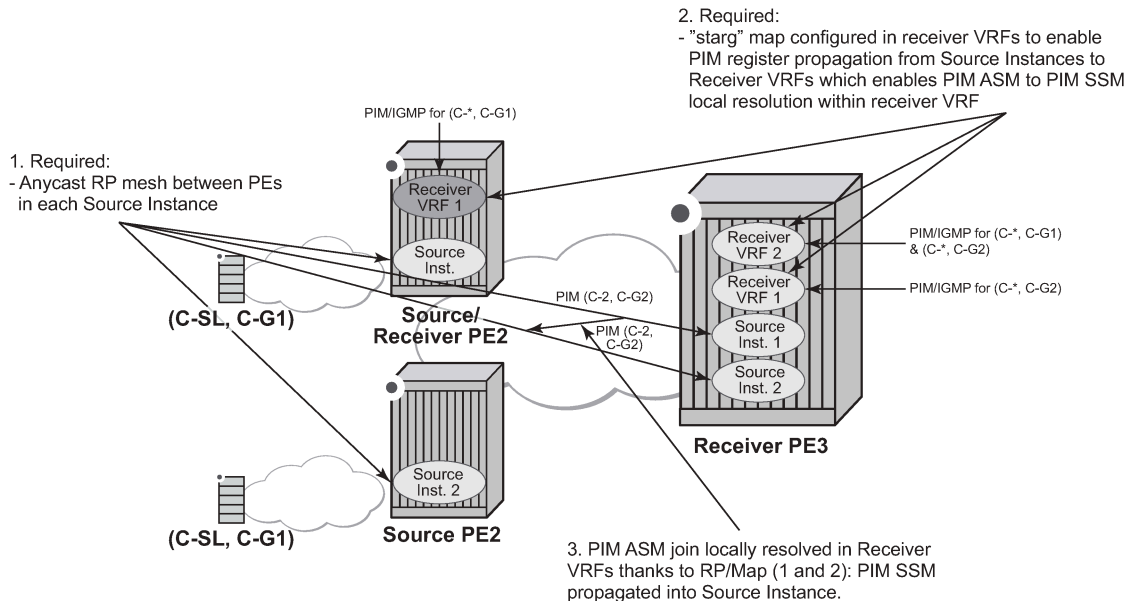 2. Required:
- ”starg” map configured in receiver VRFs to enable
PIM register propagation from Source Instances to
Receiver VRFs which enables PIM ASM to PIM SSM
local resolution within receiver VRF
PIM/IGMP for (C-*, C-G1)
1. Required:
- Anycast RP mesh between PEs
in each Source Instance
Receiver
VRF 1
Source
Inst.
(C-SL, C-G1)
Source/
Receiver PE2
PIM (C-2, C-G2)
PIM (C-2,
C-G2)
Receiver
VRF 2
PIM/IGMP for (C-*, C-G1)
& (C-*, C-G2)
Receiver
VRF 1
PIM/IGMP for (C-*, C-G2)
Source
Inst. 1
Source
Inst. 2
Receiver PE3
Source
Inst. 2
(C-SL, C-G1)
Source PE2
3. PIM ASM join locally resolved in Receiver
VRFs thanks to RP/Map (1 and 2): PIM SSM
propagated into Source Instance.